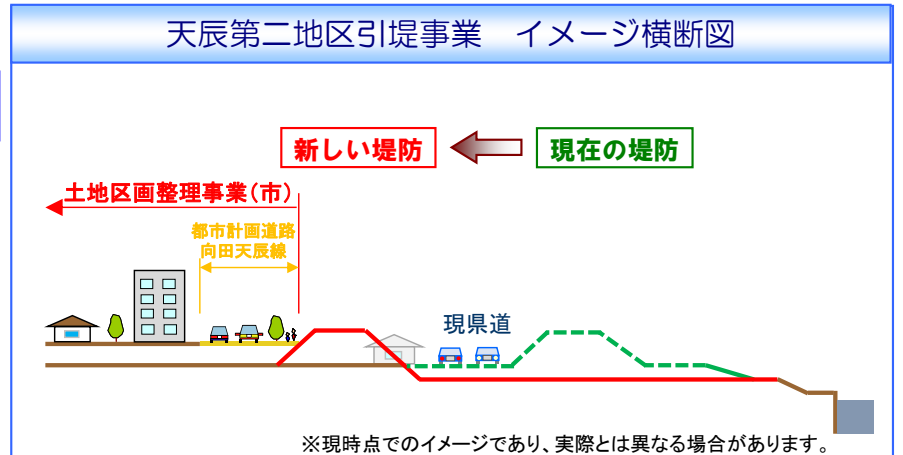 天辰第二地区引堤事業　イメージ横断図
新しい堤防
現在の堤防
土地区画整理事業(市)
都市計画道路
向田天辰線
現県道
※現時点でのイメージであり、実際とは異なる場合があります。